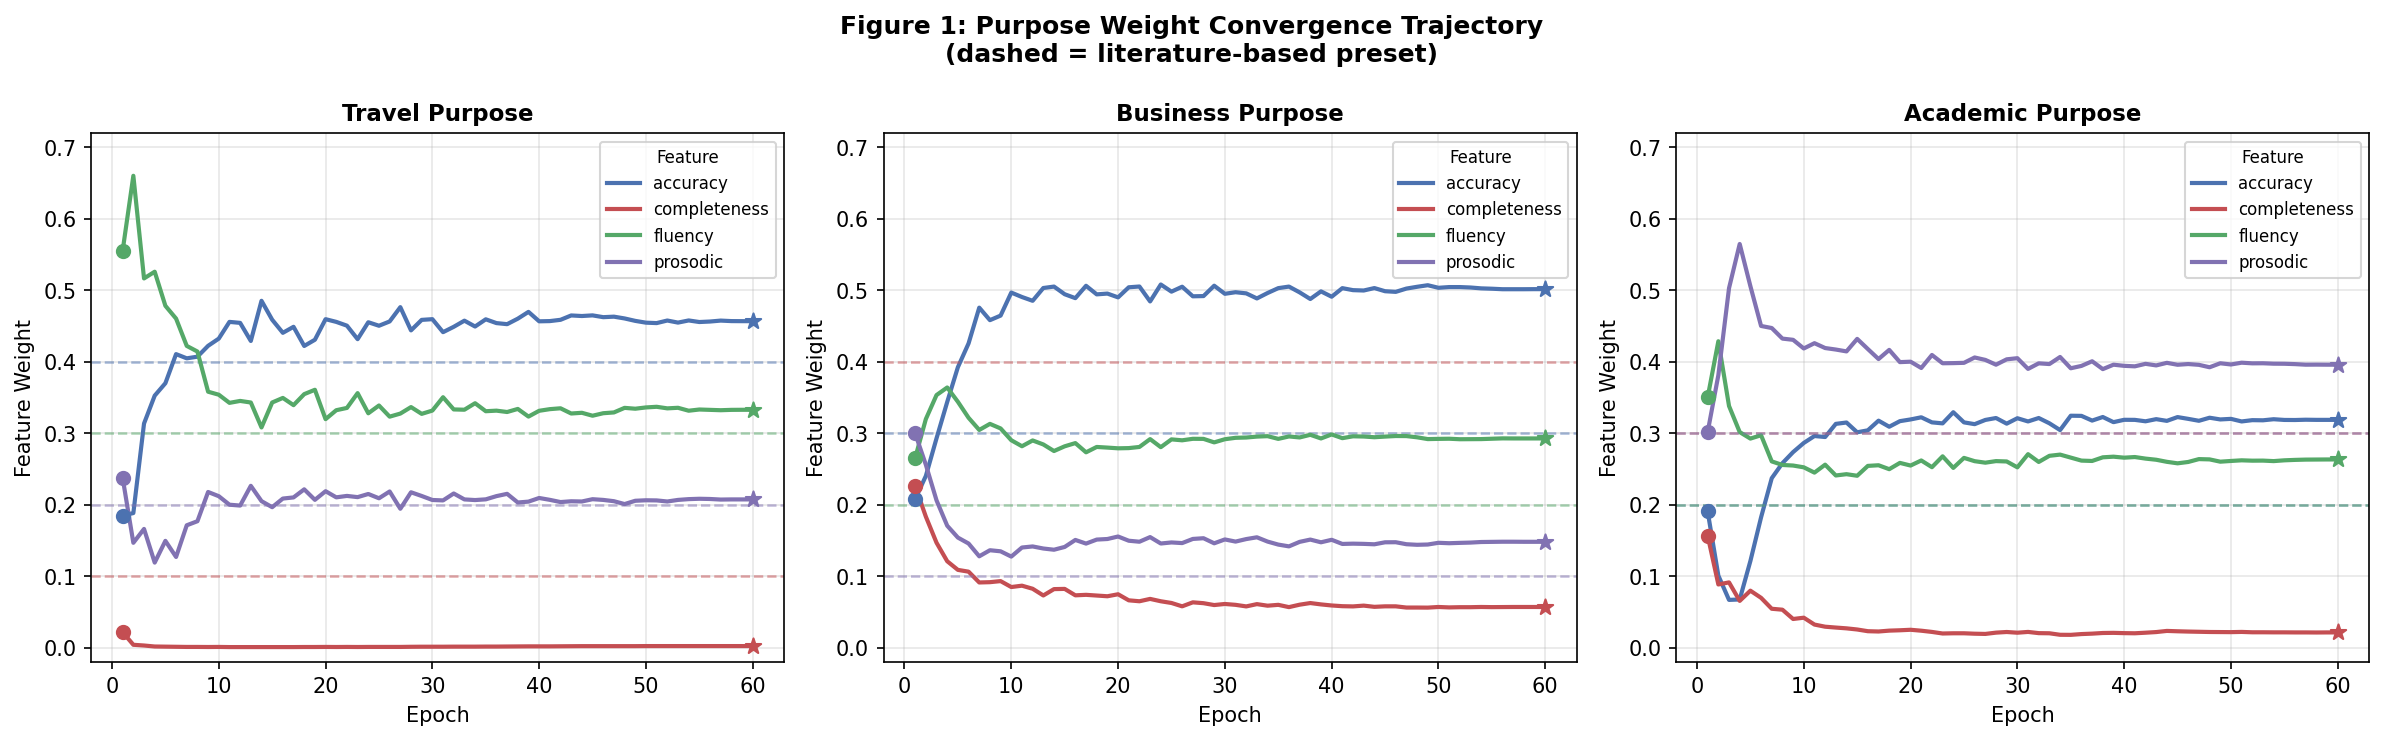 Figure 1: Purpose Weight Convergence Trajectory
(dashed = literature-based preset)
Travel Purpose
Feature Weight
0.7
0.6
0.5
0.4
0.3
0.2
0.1
0.0
0 10 20 30 40 50 60
Epoch
Feature
accuracy
completeness
fluency
prosodic
Business Purpose
Feature Weight
0.7
0.6
0.5
0.4
0.3
0.2
0.1
0.0
0 10 20 30 40 50 60
Epoch
Feature
accuracy
completeness
fluency
prosodic
Academic Purpose
Feature Weight
0.7
0.6
0.5
0.4
0.3
0.2
0.1
0.0
0 10 20 30 40 50 60
Epoch
Feature
accuracy
completeness
fluency
prosodic